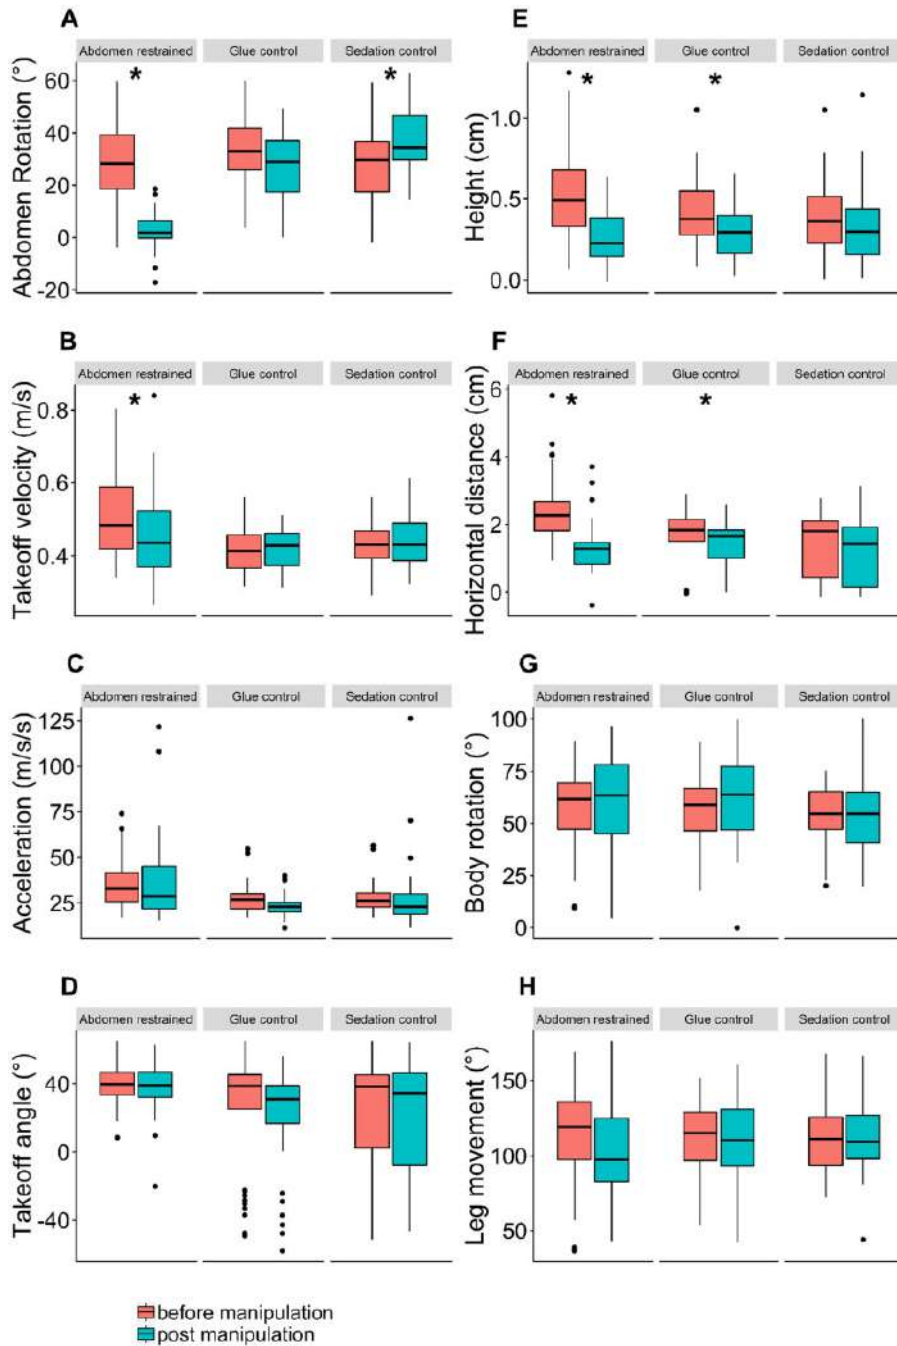 A
Abdomen restrained Glue control Sedation control
* *
Abdomen Rotation (°)
60
40
20
0
-20
B
Abdomen restrained Glue control Sedation control
*
Takeoff velocity (m/s)
0.8
0.6
0.4
C
Abdomen restrained Glue control Sedation control
Acceleration (m/s/s)
125
100
75
50
25
D
Abdomen restrained Glue control Sedation control
Takeoff angle (°)
40
0
-40
E
Abdomen restrained Glue control Sedation control
* *
Height (cm)
1.0
0.5
0.0
F
Abdomen restrained Glue control Sedation control
* *
Horizontal distance (cm)
6
4
2
0
G
Abdomen restrained Glue control Sedation control
Body rotation (°)
100
75
50
25
0
H
Abdomen restrained Glue control Sedation control
Leg movement (°)
150
100
50
before manipulation
post manipulation